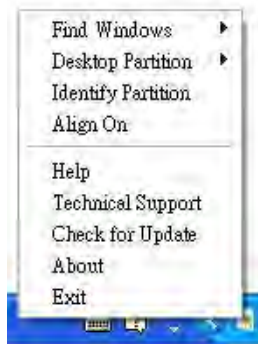 Find Windows
Desktop Partition
Identify Partition
Align On
Help
Technical Support
Check for Update
About
Exit